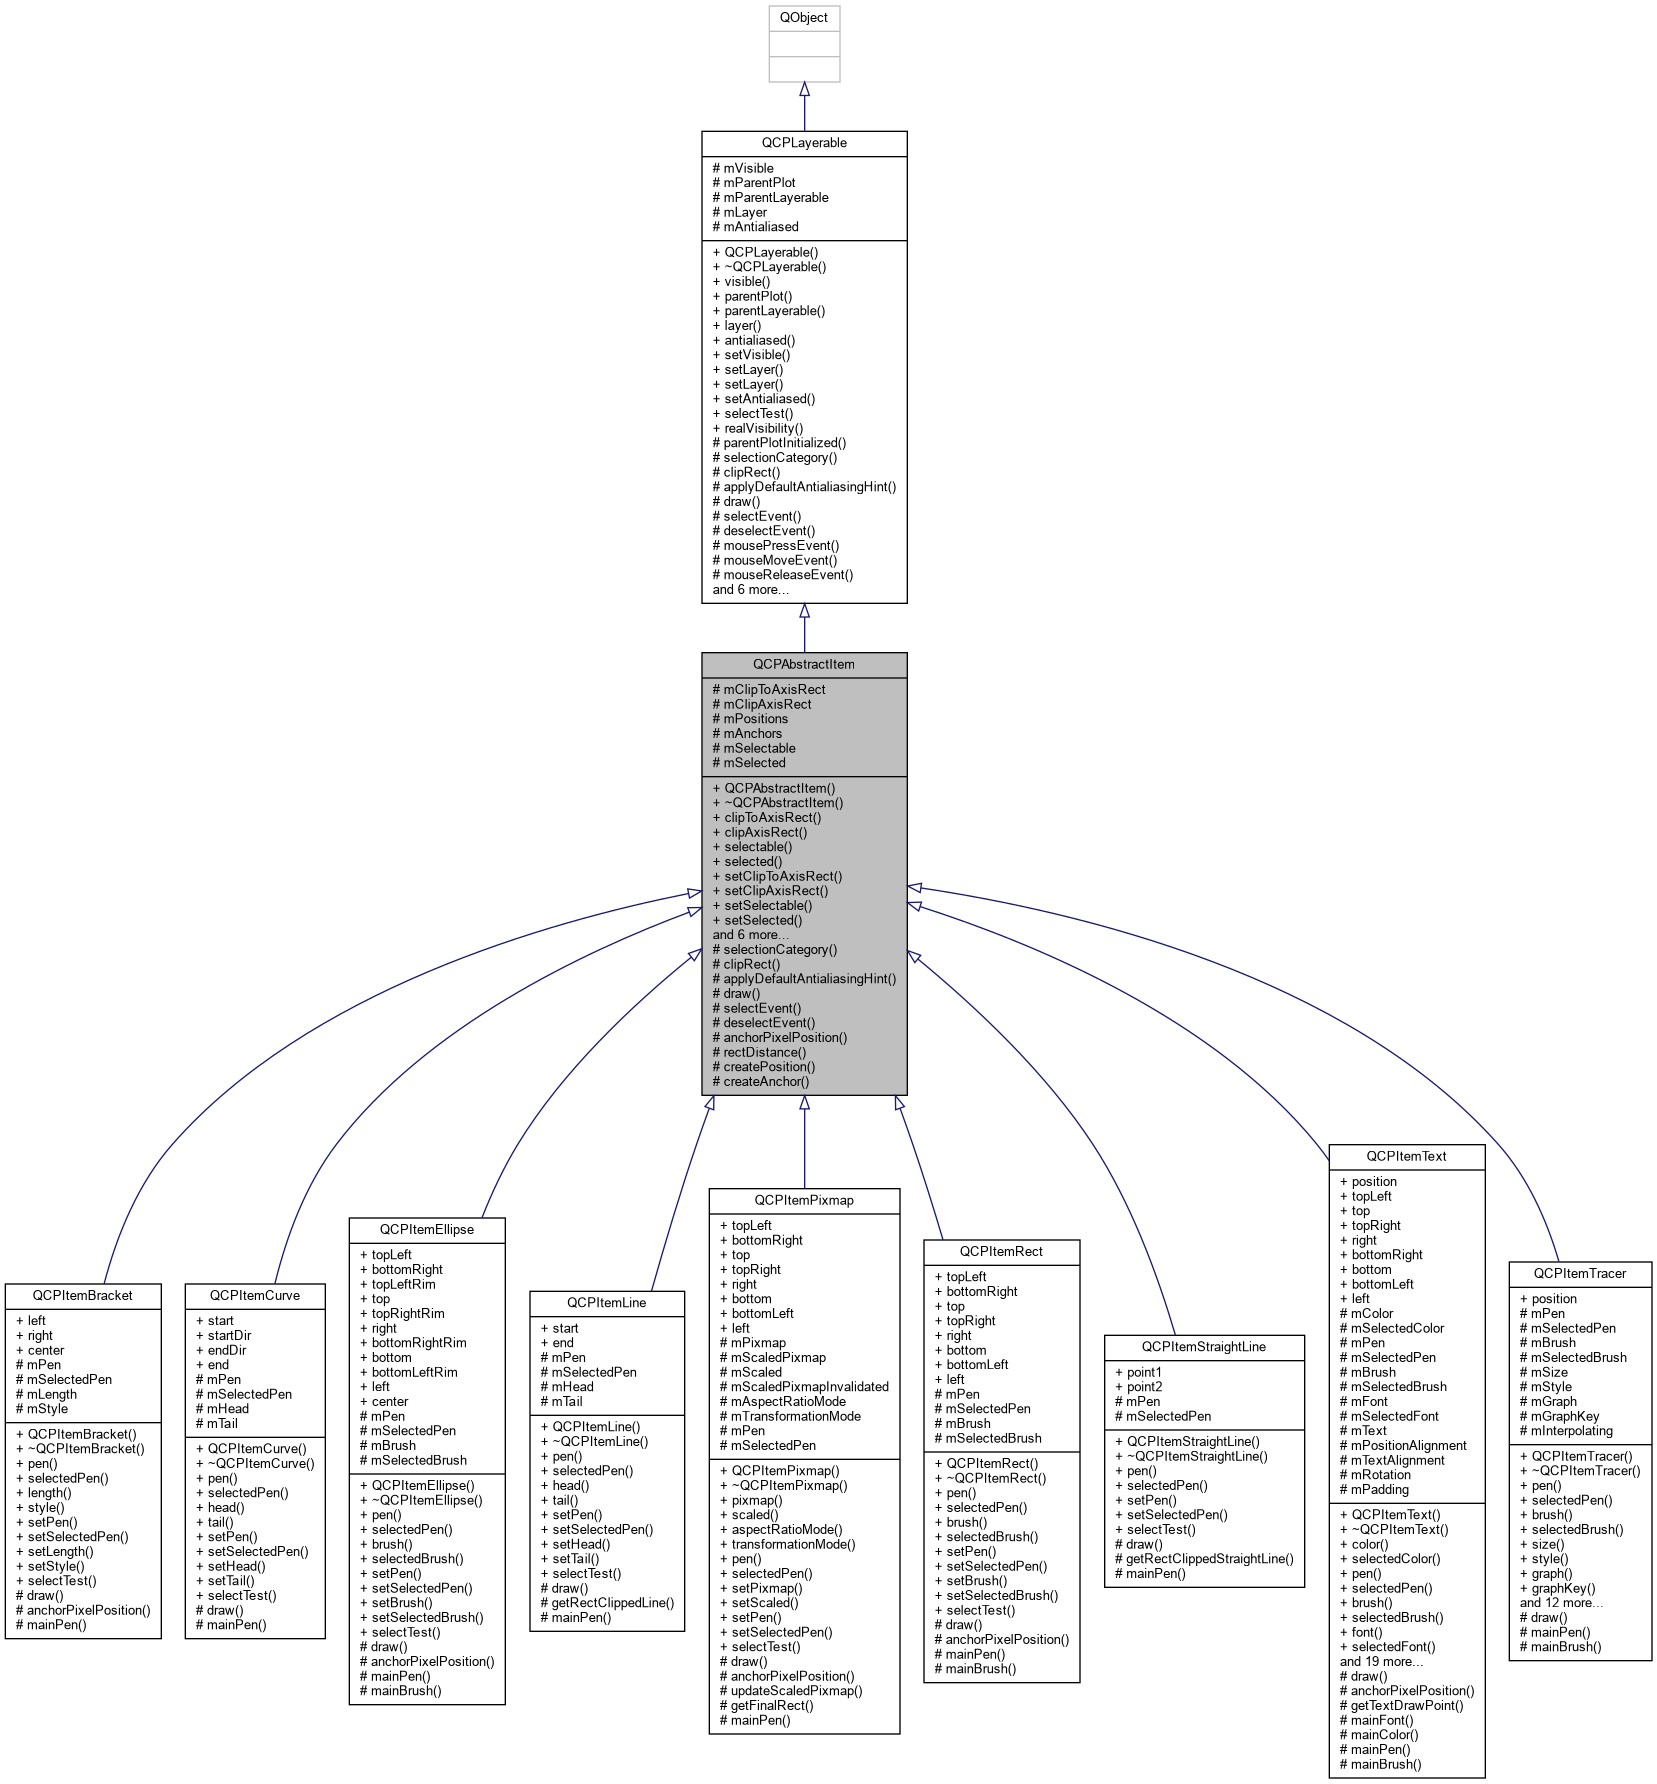 QObject
QCPLayerable
# mVisible
# mParentPlot
# mParentLayerable
# mLayer
# mAntialiased
+ QCPLayerable()
+ ~QCPLayerable()
+ visible()
+ parentPlot()
+ parentLayerable()
+ layer()
+ antialiased()
+ setVisible()
+ setLayer()
+ setLayer()
+ setAntialiased()
+ selectTest()
+ realVisibility()
# parentPlotInitialized()
# selectionCategory()
# clipRect()
# applyDefaultAntialiasingHint()
# draw()
# selectEvent()
# deselectEvent()
# mousePressEvent()
# mouseMoveEvent()
# mouseReleaseEvent()
and 6 more...
QCPAbstractItem
# mClipToAxisRect
# mClipAxisRect
# mPositions
# mAnchors
# mSelectable
# mSelected
+ QCPAbstractItem()
+ ~QCPAbstractItem()
+ clipToAxisRect()
+ clipAxisRect()
+ selectable()
+ selected()
+ setClipToAxisRect()
+ setClipAxisRect()
+ setSelectable()
+ setSelected()
and 6 more...
# selectionCategory()
# clipRect()
# applyDefaultAntialiasingHint()
# draw()
# selectEvent()
# deselectEvent()
# anchorPixelPosition()
# rectDistance()
# createPosition()
# createAnchor()
QCPItemBracket
+ left
+ right
+ center
# mPen
# mSelectedPen
# mLength
# mStyle
+ QCPItemBracket()
+ ~QCPItemBracket()
+ pen()
+ selectedPen()
+ length()
+ style()
+ setPen()
+ setSelectedPen()
+ setLength()
+ setStyle()
+ selectTest()
# draw()
# anchorPixelPosition()
# mainPen()
QCPItemCurve
+ start
+ startDir
+ endDir
+ end
# mPen
# mSelectedPen
# mHead
# mTail
+ QCPItemCurve()
+ ~QCPItemCurve()
+ pen()
+ selectedPen()
+ head()
+ tail()
+ setPen()
+ setSelectedPen()
+ setHead()
+ setTail()
+ selectTest()
# draw()
# mainPen()
QCPItemEllipse
+ topLeft
+ bottomRight
+ topLeftRim
+ top
+ topRightRim
+ right
+ bottomRightRim
+ bottom
+ bottomLeftRim
+ left
+ center
# mPen
# mSelectedPen
# mBrush
# mSelectedBrush
+ QCPItemEllipse()
+ ~QCPItemEllipse()
+ pen()
+ selectedPen()
+ brush()
+ selectedBrush()
+ setPen()
+ setSelectedPen()
+ setBrush()
+ setSelectedBrush()
+ selectTest()
# draw()
# anchorPixelPosition()
# mainPen()
# mainBrush()
QCPItemLine
+ start
+ end
# mPen
# mSelectedPen
# mHead
# mTail
+ QCPItemLine()
+ ~QCPItemLine()
+ pen()
+ selectedPen()
+ head()
+ tail()
+ setPen()
+ setSelectedPen()
+ setHead()
+ setTail()
+ selectTest()
# draw()
# getRectClippedLine()
# mainPen()
QCPItemPixmap
+ topLeft
+ bottomRight
+ top
+ topRight
+ right
+ bottom
+ bottomLeft
+ left
# mPixmap
# mScaledPixmap
# mScaled
# mScaledPixmapInvalidated
# mAspectRatioMode
# mTransformationMode
# mPen
# mSelectedPen
+ QCPItemPixmap()
+ ~QCPItemPixmap()
+ pixmap()
+ scaled()
+ aspectRatioMode()
+ transformationMode()
+ pen()
+ selectedPen()
+ setPixmap()
+ setScaled()
+ setPen()
+ setSelectedPen()
+ selectTest()
# draw()
# anchorPixelPosition()
# updateScaledPixmap()
# getFinalRect()
# mainPen()
QCPItemRect
+ topLeft
+ bottomRight
+ top
+ topRight
+ right
+ bottom
+ bottomLeft
+ left
# mPen
# mSelectedPen
# mBrush
# mSelectedBrush
+ QCPItemRect()
+ ~QCPItemRect()
+ pen()
+ selectedPen()
+ brush()
+ selectedBrush()
+ setPen()
+ setSelectedPen()
+ setBrush()
+ setSelectedBrush()
+ selectTest()
# draw()
# anchorPixelPosition()
# mainPen()
# mainBrush()
QCPItemStraightLine
+ point1
+ point2
# mPen
# mSelectedPen
+ QCPItemStraightLine()
+ ~QCPItemStraightLine()
+ pen()
+ selectedPen()
+ setPen()
+ setSelectedPen()
+ selectTest()
# draw()
# getRectClippedStraightLine()
# mainPen()
QCPItemText
+ position
+ topLeft
+ top
+ topRight
+ right
+ bottomRight
+ bottom
+ bottomLeft
+ left
# mColor
# mSelectedColor
# mPen
# mSelectedPen
# mBrush
# mSelectedBrush
# mFont
# mSelectedFont
# mText
# mPositionAlignment
# mTextAlignment
# mRotation
# mPadding
+ QCPItemText()
+ ~QCPItemText()
+ color()
+ selectedColor()
+ pen()
+ selectedPen()
+ brush()
+ selectedBrush()
+ font()
+ selectedFont()
and 19 more...
# draw()
# anchorPixelPosition()
# getTextDrawPoint()
# mainFont()
# mainColor()
# mainPen()
# mainBrush()
QCPItemTracer
+ position
# mPen
# mSelectedPen
# mBrush
# mSelectedBrush
# mSize
# mStyle
# mGraph
# mGraphKey
# mInterpolating
+ QCPItemTracer()
+ ~QCPItemTracer()
+ pen()
+ selectedPen()
+ brush()
+ selectedBrush()
+ size()
+ style()
+ graph()
+ graphKey()
and 12 more...
# draw()
# mainPen()
# mainBrush()